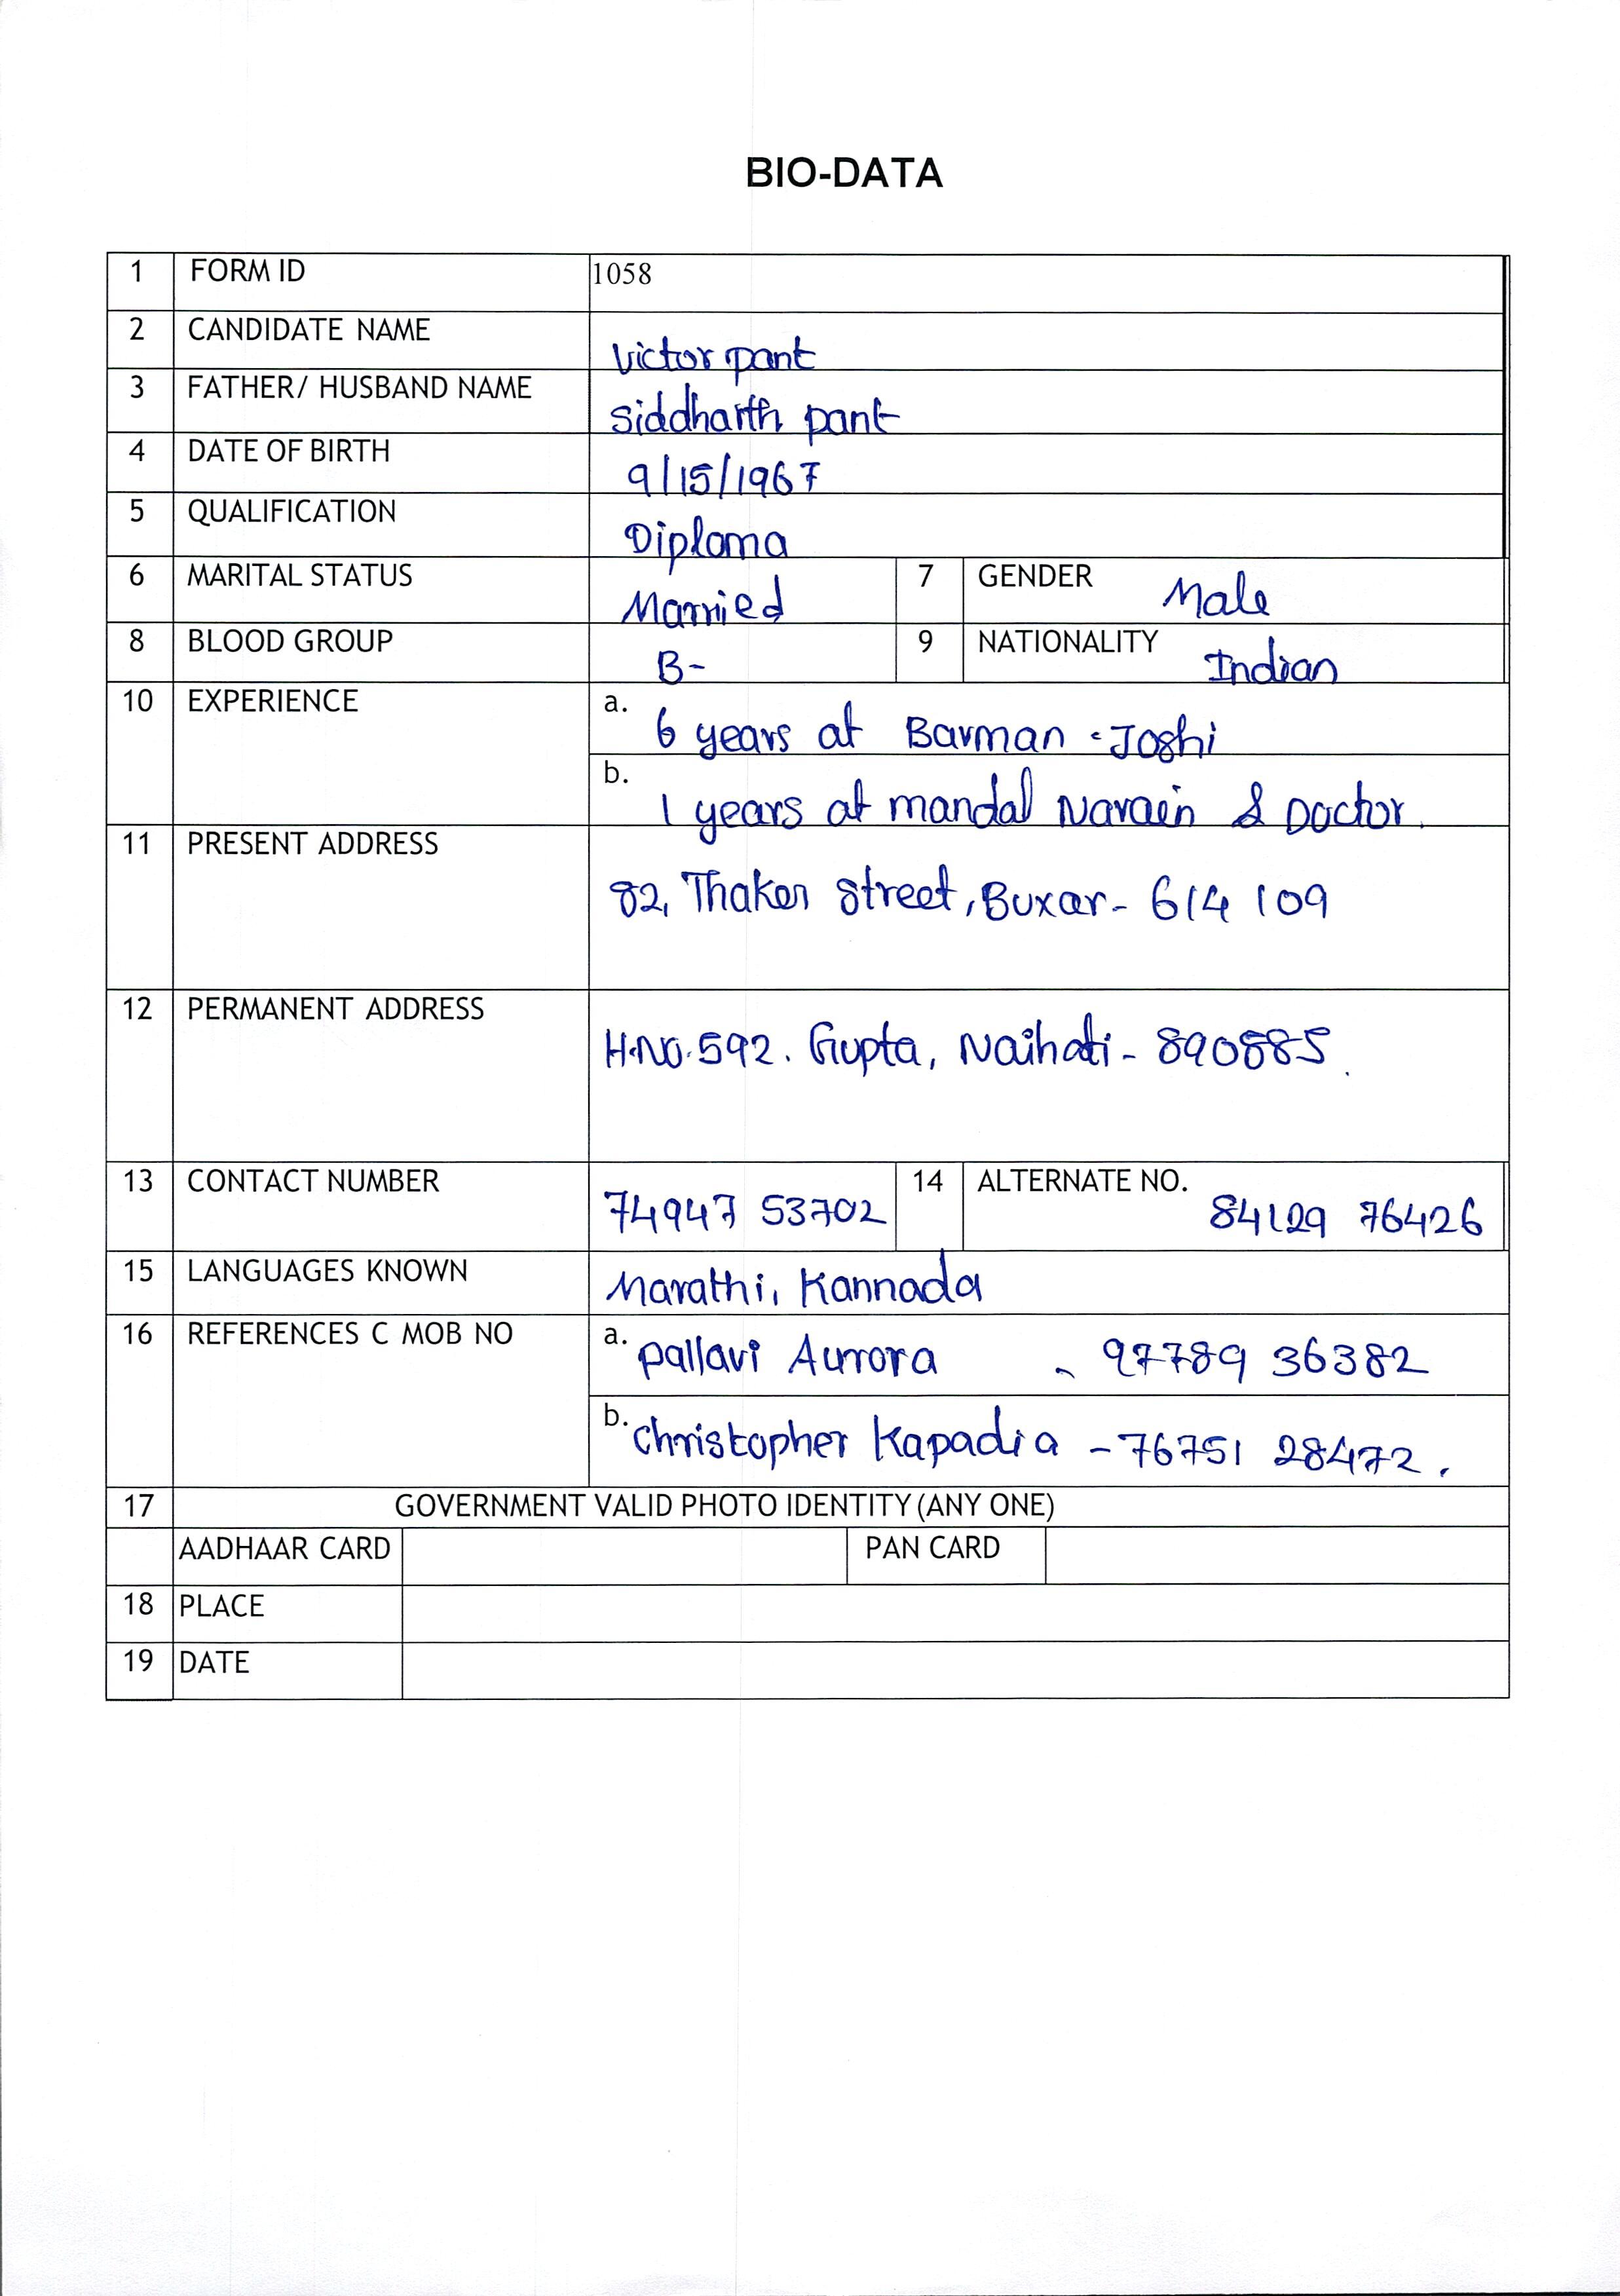 BIO-DATA
1 FORM ID 1058
2 CANDIDATE NAME Victor pant
3 FATHER/ HUSBAND NAME Siddharth pant
4 DATE OF BIRTH 9/15/1967
5 QUALIFICATION Diploma
6 MARITAL STATUS Married 7 GENDER Male
8 BLOOD GROUP B- 9 NATIONALITY Indian
10 EXPERIENCE a. 6 years at Barman - Joshi
b. 1 years at mandal Narain & Doctor.
11 PRESENT ADDRESS
82, Thaker Street, Buxar - 614 109
12 PERMANENT ADDRESS
H.NO. 592. Gupta, Naihati - 890885.
13 CONTACT NUMBER 74947 53702 14 ALTERNATE NO. 84129 76426
15 LANGUAGES KNOWN Marathi, Kannada
16 REFERENCES C MOB NO a. Pallavi Aurora - 97789 36382
b. Christopher Kapadia - 76751 28472.
17 GOVERNMENT VALID PHOTO IDENTITY (ANY ONE)
AADHAAR CARD PAN CARD
18 PLACE
19 DATE